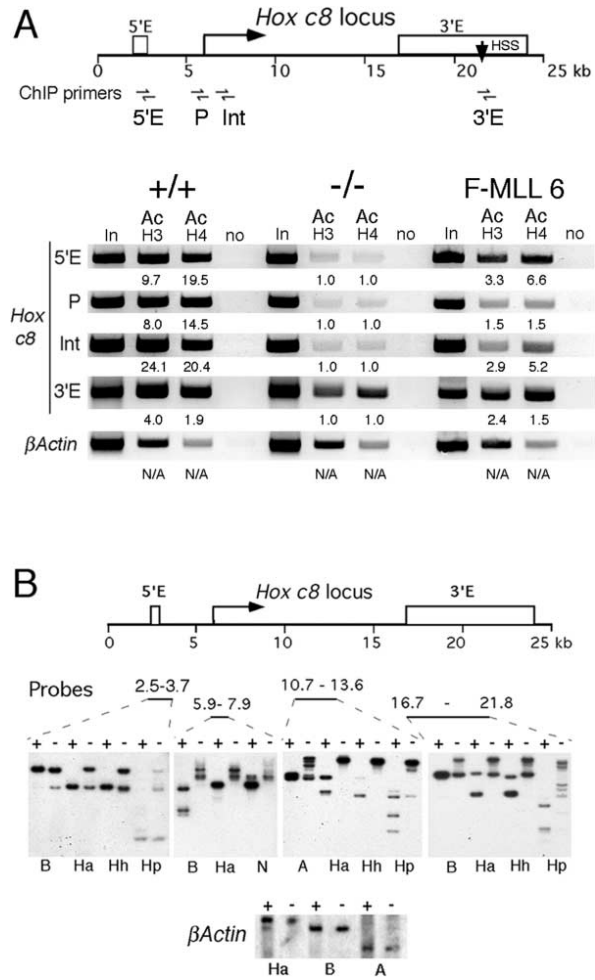 A
Hox c8 locus
5'E 3'E
HSS
0 5 10 15 20 25 kb
ChIP primers
5'E P Int 3'E
+/+ -/- F-MLL 6
Ac Ac Ac Ac Ac Ac
In H3 H4 no In H3 H4 no In H3 H4 no
5'E
9.7 19.5 1.0 1.0 3.3 6.6
P
8.0 14.5 1.0 1.0 1.5 1.5
Hox c8
Int
24.1 20.4 1.0 1.0 2.9 5.2
3'E
4.0 1.9 1.0 1.0 2.4 1.5
βActin
N/A N/A N/A N/A N/A N/A
B
5'E Hox c8 locus 3'E
0 5 10 15 20 25 kb
Probes 2.5-3.7 5.9- 7.9 10.7 - 13.6 16.7 - 21.8
+ - + - + - + - + - + - + - + - + - + - + - + - + - + - + -
B Ha Hh Hp B Ha N A Ha Hh Hp B Ha Hh Hp
+ - + - + -
βActin
Ha B A